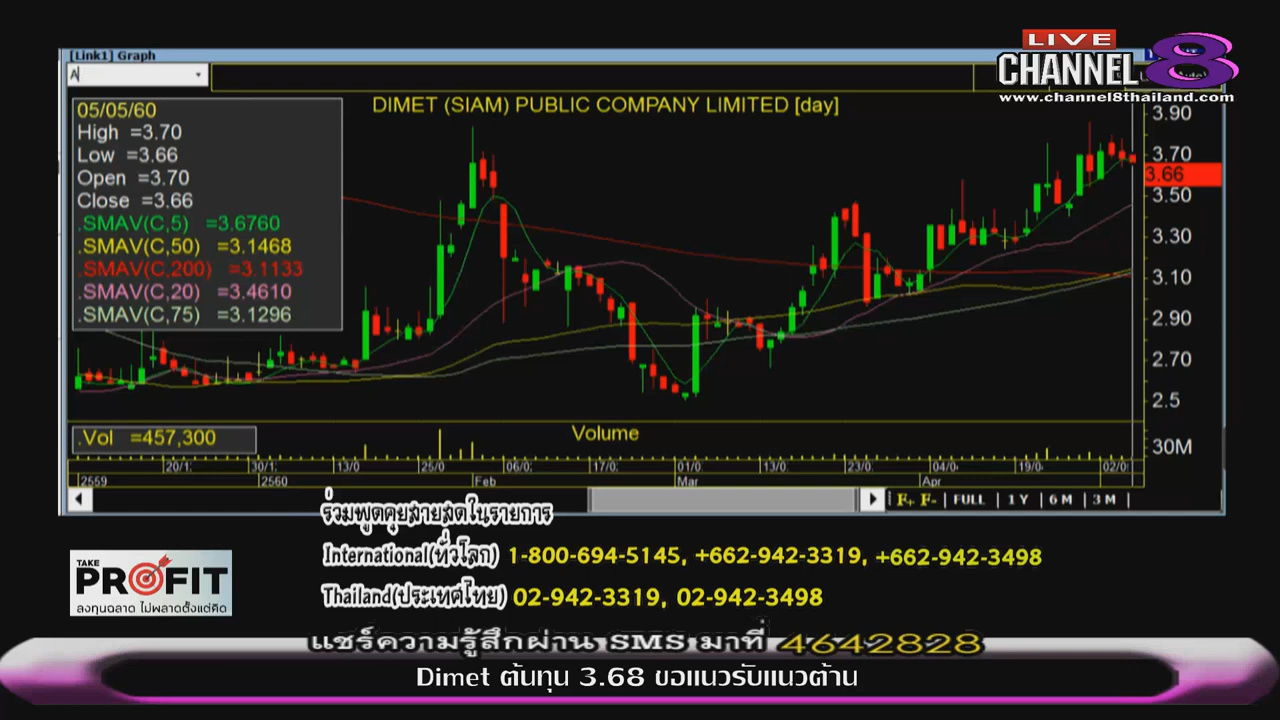 [Link1] Graph
LIVE
CHANNEL 8
www.channel8thailand.com
A
05/05/60
High =3.70
Low =3.66
Open =3.70
Close =3.66
.SMAV(C,5) =3.6760
.SMAV(C,50) =3.1468
.SMAV(C,200) =3.1133
.SMAV(C,20) =3.4610
.SMAV(C,75) =3.1296
DIMET (SIAM) PUBLIC COMPANY LIMITED [day]
3.90
3.70
3.66
3.50
3.30
3.10
2.90
2.70
2.5
.Vol =457,300
Volume
30M
20/1 30/1 13/0 25/0 06/0 17/0 01/0 13/0 23/0 04/0 19/0 02/0
2559 2560 Feb Mar Apr
F+ F- FULL 1Y 6M 3M
ร่วมพูดคุยสายสดในรายการ
International(ทั่วโลก) 1-800-694-5145, +662-942-3319, +662-942-3498
Thailand(ประเทศไทย) 02-942-3319, 02-942-3498
TAKE
PROFIT
ลงทุนฉลาด ไม่พลาดตั้งแต่คิด
แชร์ความรู้สึกผ่าน SMS มาที่ 4642828
Dimet ต้นทุน 3.68 ขอแนวรับแนวต้าน